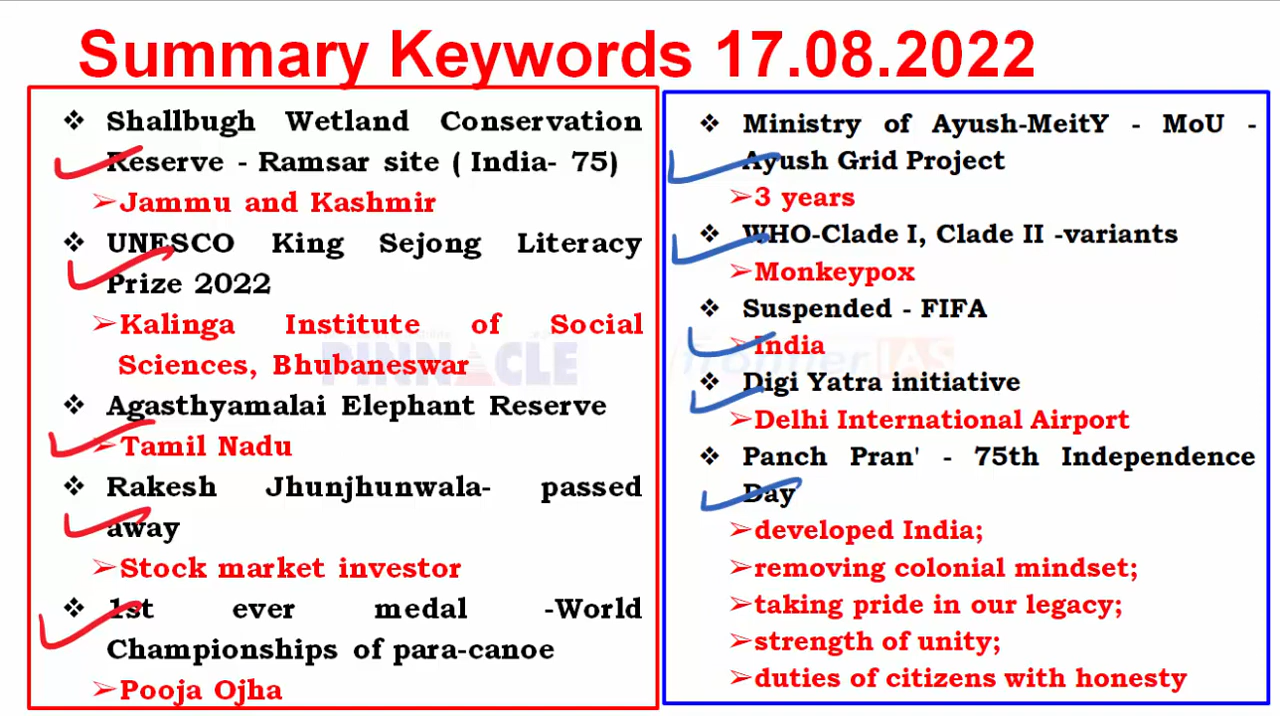 Summary Keywords 17.08.2022
❖ Shallbugh Wetland Conservation
Reserve - Ramsar site ( India- 75)
➢Jammu and Kashmir
❖ UNESCO King Sejong Literacy
Prize 2022
➢Kalinga Institute of Social
Sciences, Bhubaneswar
❖ Agasthyamalai Elephant Reserve
➢Tamil Nadu
❖ Rakesh Jhunjhunwala- passed
away
➢Stock market investor
❖ 1st ever medal -World
Championships of para-canoe
➢Pooja Ojha
❖ Ministry of Ayush-MeitY - MoU -
Ayush Grid Project
➢3 years
❖ WHO-Clade I, Clade II -variants
➢Monkeypox
❖ Suspended - FIFA
➢India
❖ Digi Yatra initiative
➢Delhi International Airport
❖ Panch Pran' - 75th Independence
Day
➢developed India;
➢removing colonial mindset;
➢taking pride in our legacy;
➢strength of unity;
➢duties of citizens with honesty
PINNACLE
frontier IAS